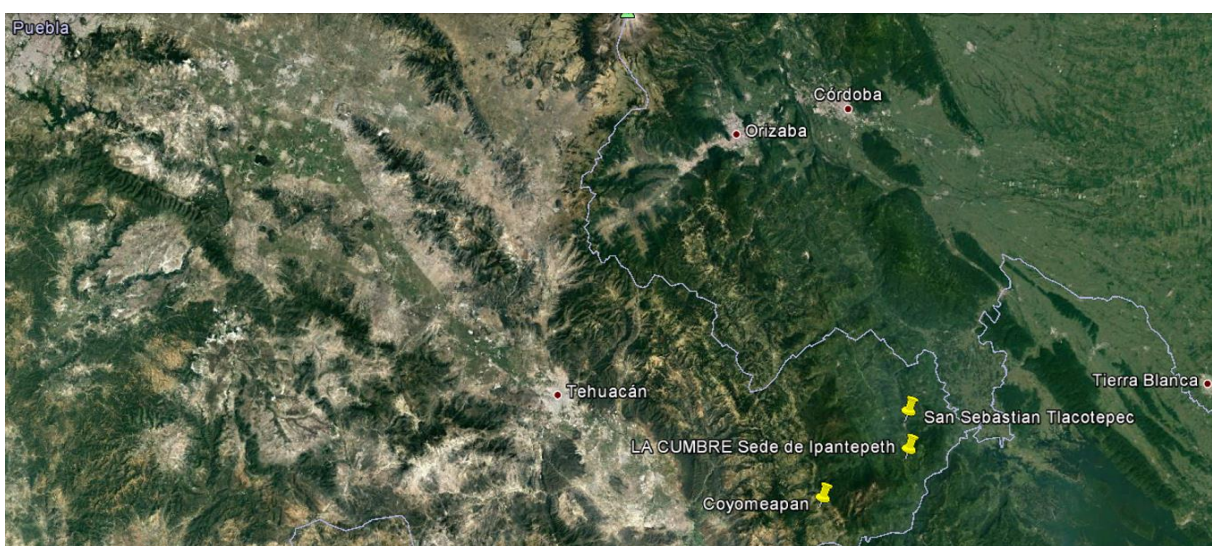 Puebla
Córdoba
Orizaba
Tierra Blanca
Tehuacán
San Sebastian Tlacotepec
LA CUMBRE Sede de Ipantepeth
Coyomeapan